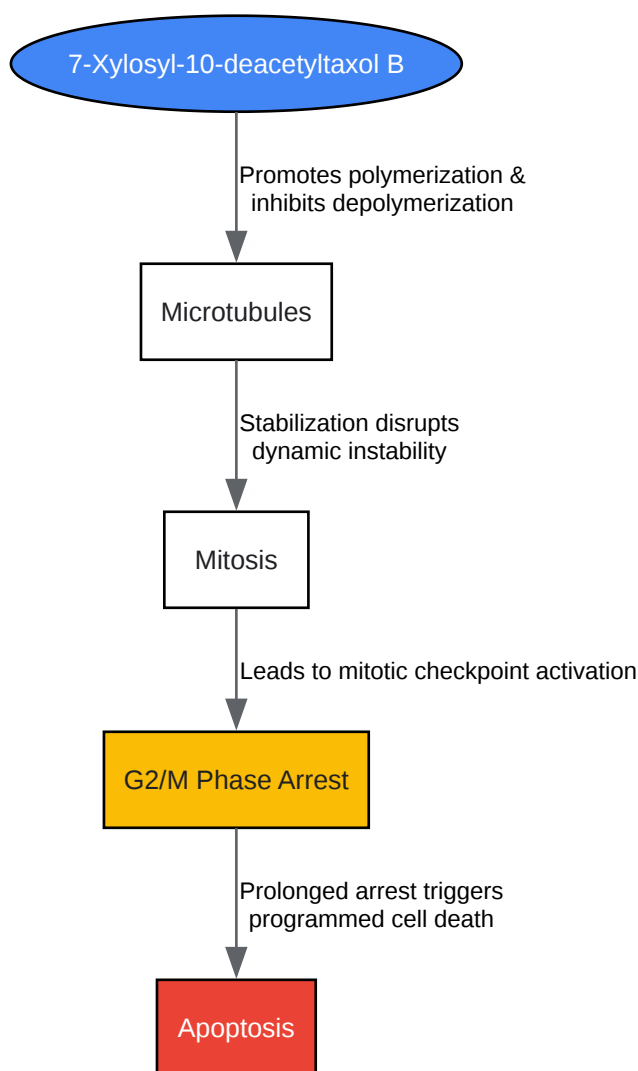 7-Xylosyl-10-deacetyltaxol B
Promotes polymerization &
inhibits depolymerization
Microtubules
Stabilization disrupts
dynamic instability
Mitosis
Leads to mitotic checkpoint activation
G2/M Phase Arrest
Prolonged arrest triggers
programmed cell death
Apoptosis